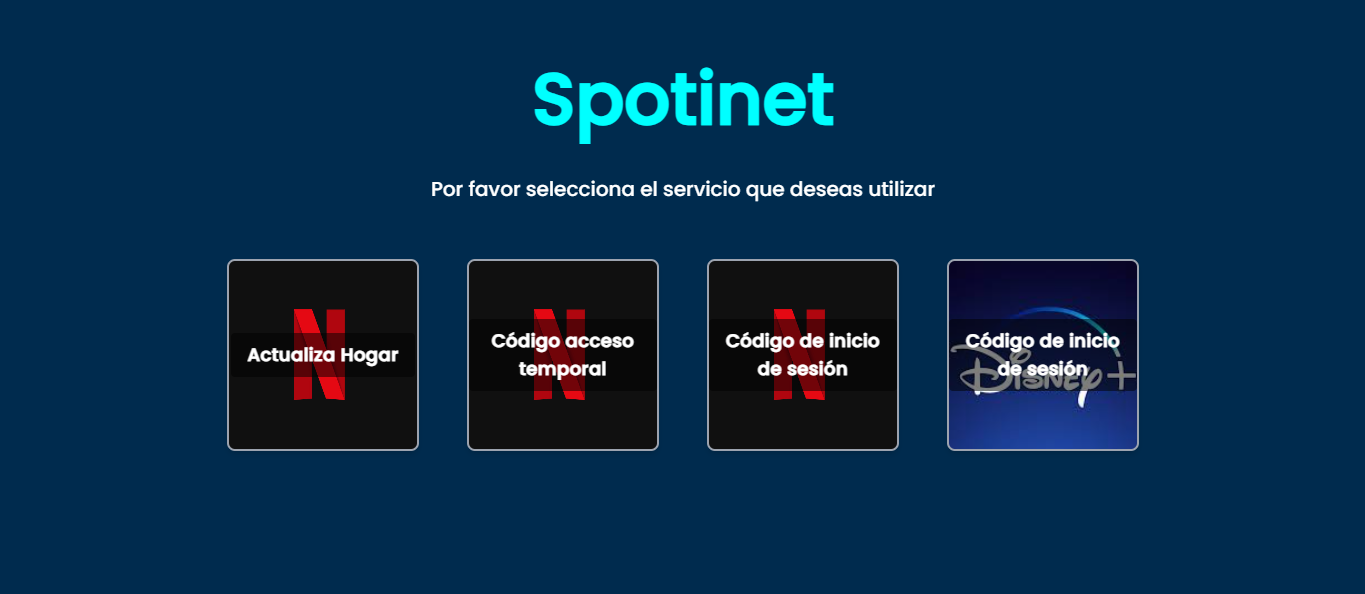 Spotinet
Por favor selecciona el servicio que deseas utilizar
Actualiza Hogar
Código acceso
temporal
Código de inicio
de sesión
Código de inicio
de sesión
Disney+